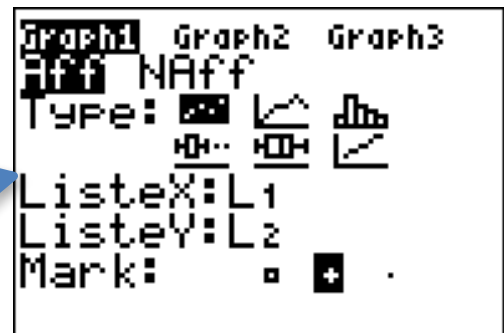 Graph1 Graph2 Graph3
Aff NAff
Type:
ListeX:L1
ListeY:L2
Mark: + ·